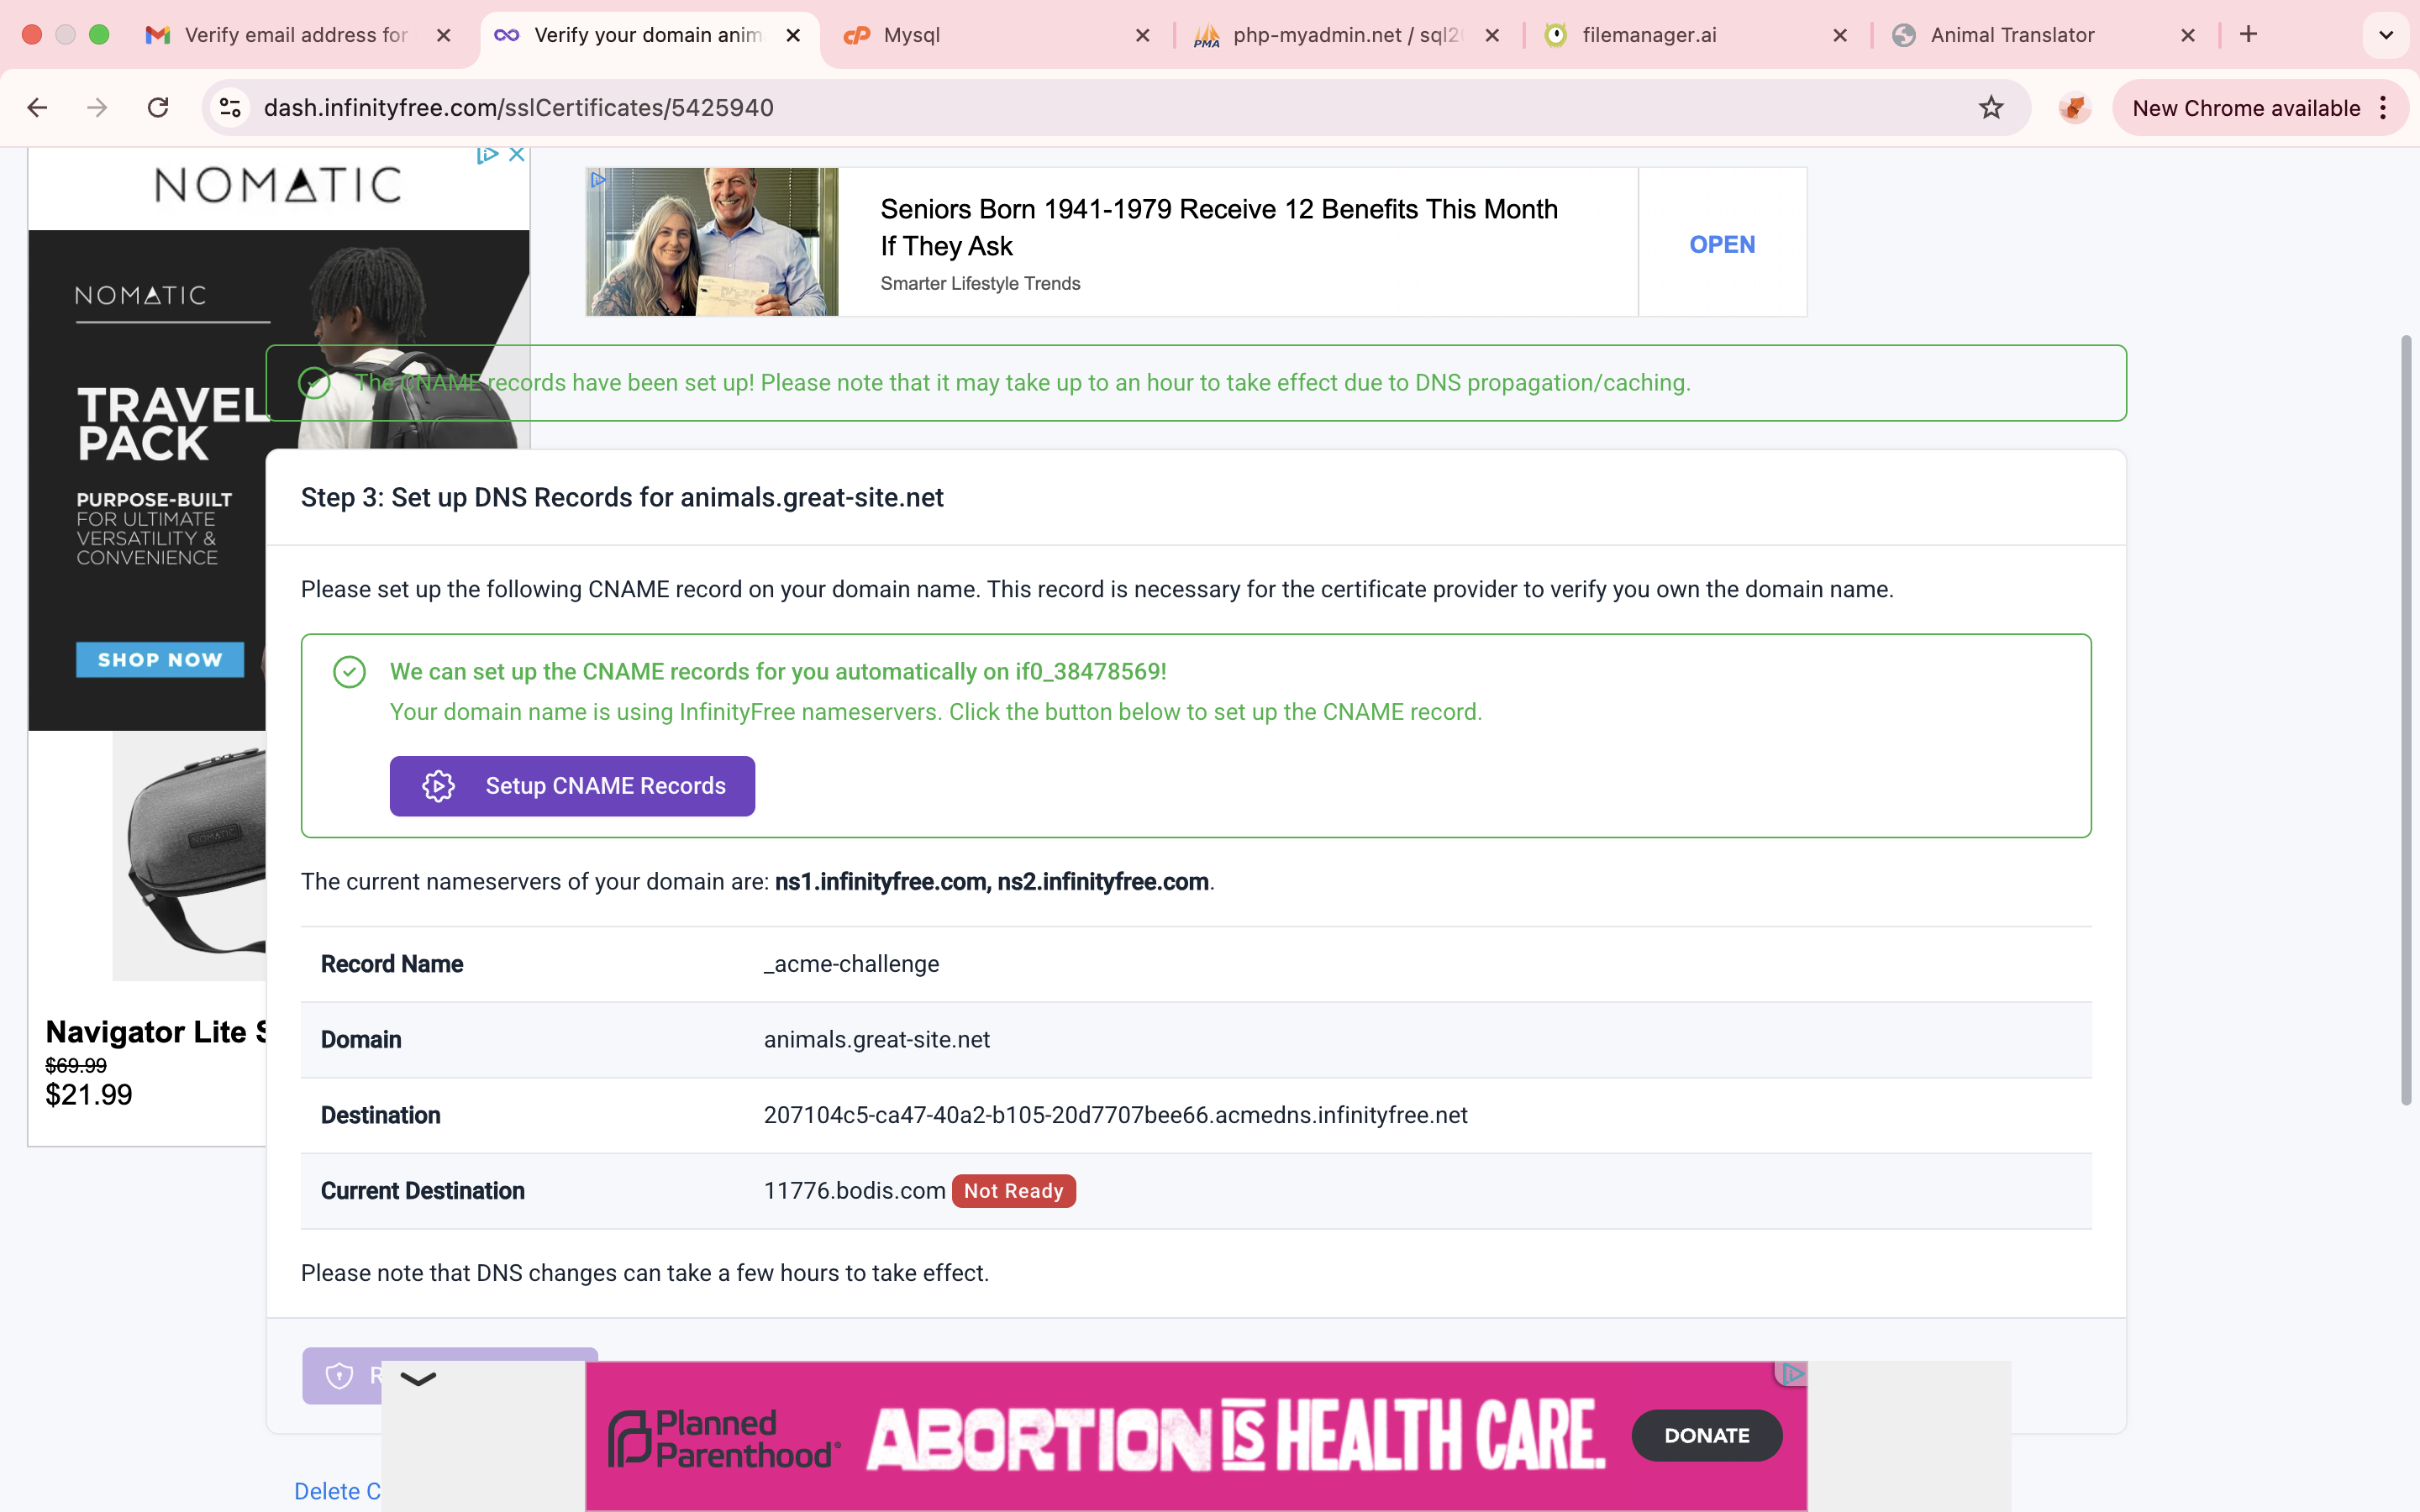 Verify email address for
Verify your domain anim
Mysql
php-myadmin.net / sql2
filemanager.ai
Animal Translator
dash.infinityfree.com/sslCertificates/5425940
New Chrome available
NOMATIC
NOMATIC
TRAVEL
PACK
PURPOSE-BUILT
FOR ULTIMATE
VERSATILITY &
CONVENIENCE
SHOP NOW
Navigator Lite S
$69.99
$21.99
Seniors Born 1941-1979 Receive 12 Benefits This Month
If They Ask
Smarter Lifestyle Trends
OPEN
The CNAME records have been set up! Please note that it may take up to an hour to take effect due to DNS propagation/caching.
Step 3: Set up DNS Records for animals.great-site.net
Please set up the following CNAME record on your domain name. This record is necessary for the certificate provider to verify you own the domain name.
We can set up the CNAME records for you automatically on if0_38478569!
Your domain name is using InfinityFree nameservers. Click the button below to set up the CNAME record.
Setup CNAME Records
The current nameservers of your domain are: ns1.infinityfree.com, ns2.infinityfree.com.
Record Name _acme-challenge
Domain animals.great-site.net
Destination 207104c5-ca47-40a2-b105-20d7707bee66.acmedns.infinityfree.net
Current Destination 11776.bodis.com Not Ready
Please note that DNS changes can take a few hours to take effect.
Planned
Parenthood®
ABORTION IS HEALTH CARE.
DONATE
Delete C